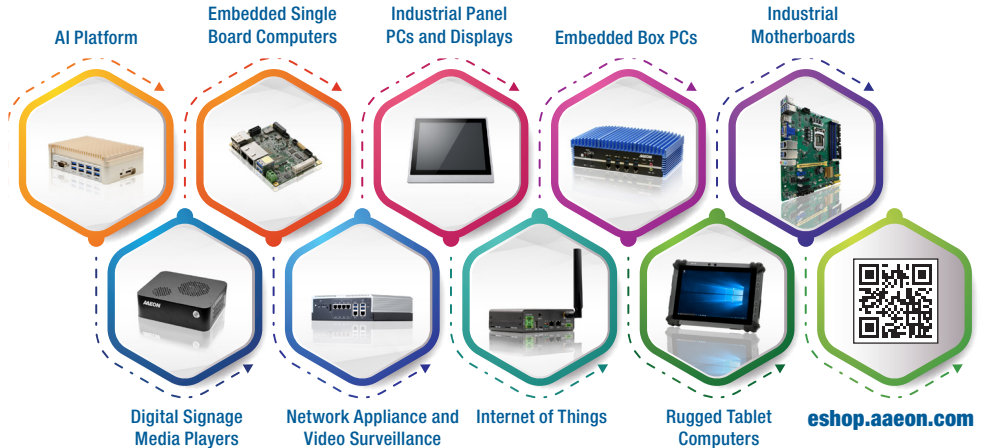 AI Platform
Embedded Single
Board Computers
Industrial Panel
PCs and Displays
Embedded Box PCs
Industrial
Motherboards
AAEON
Digital Signage
Media Players
Network Appliance and
Video Surveillance
Internet of Things
Rugged Tablet
Computers
eshop.aaeon.com